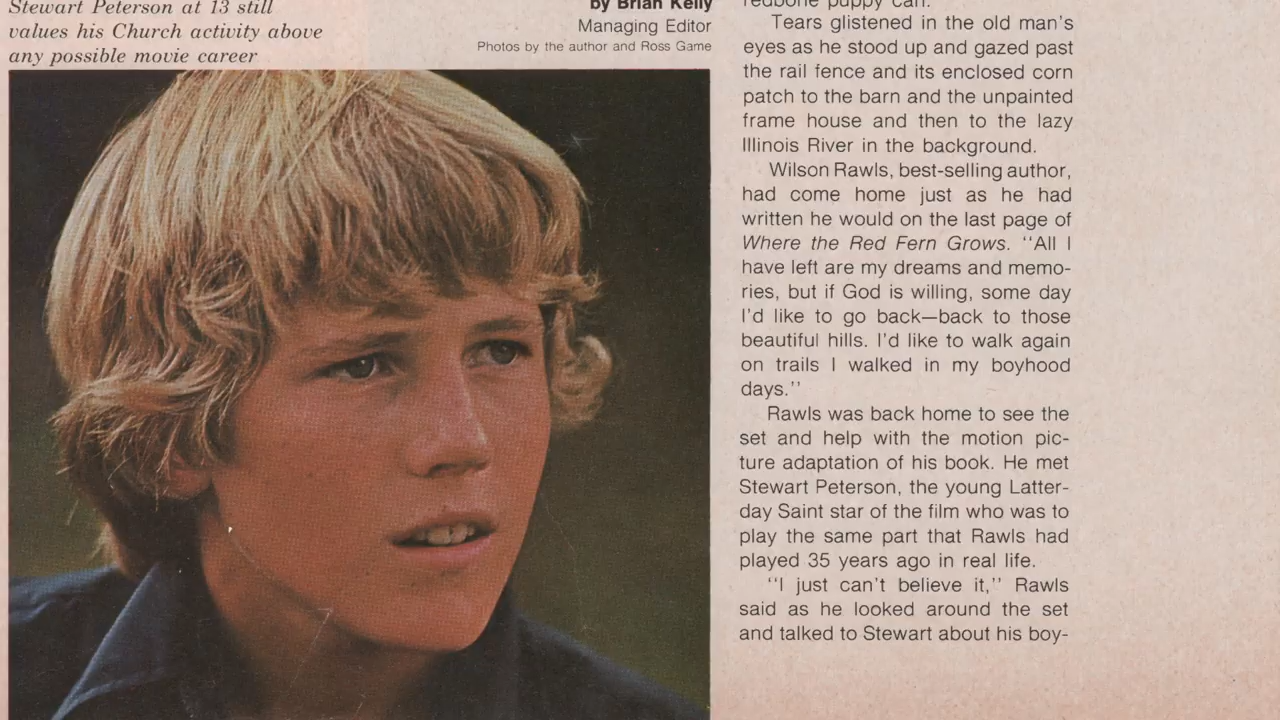 Stewart Peterson at 13 still
values his Church activity above
any possible movie career
by Brian Kelly
Managing Editor
Photos by the author and Ross Game
redbone puppy can.
Tears glistened in the old man's
eyes as he stood up and gazed past
the rail fence and its enclosed corn
patch to the barn and the unpainted
frame house and then to the lazy
Illinois River in the background.
Wilson Rawls, best-selling author,
had come home just as he had
written he would on the last page of
Where the Red Fern Grows. "All I
have left are my dreams and memo-
ries, but if God is willing, some day
I'd like to go back—back to those
beautiful hills. I'd like to walk again
on trails I walked in my boyhood
days."
Rawls was back home to see the
set and help with the motion pic-
ture adaptation of his book. He met
Stewart Peterson, the young Latter-
day Saint star of the film who was to
play the same part that Rawls had
played 35 years ago in real life.
"I just can't believe it," Rawls
said as he looked around the set
and talked to Stewart about his boy-